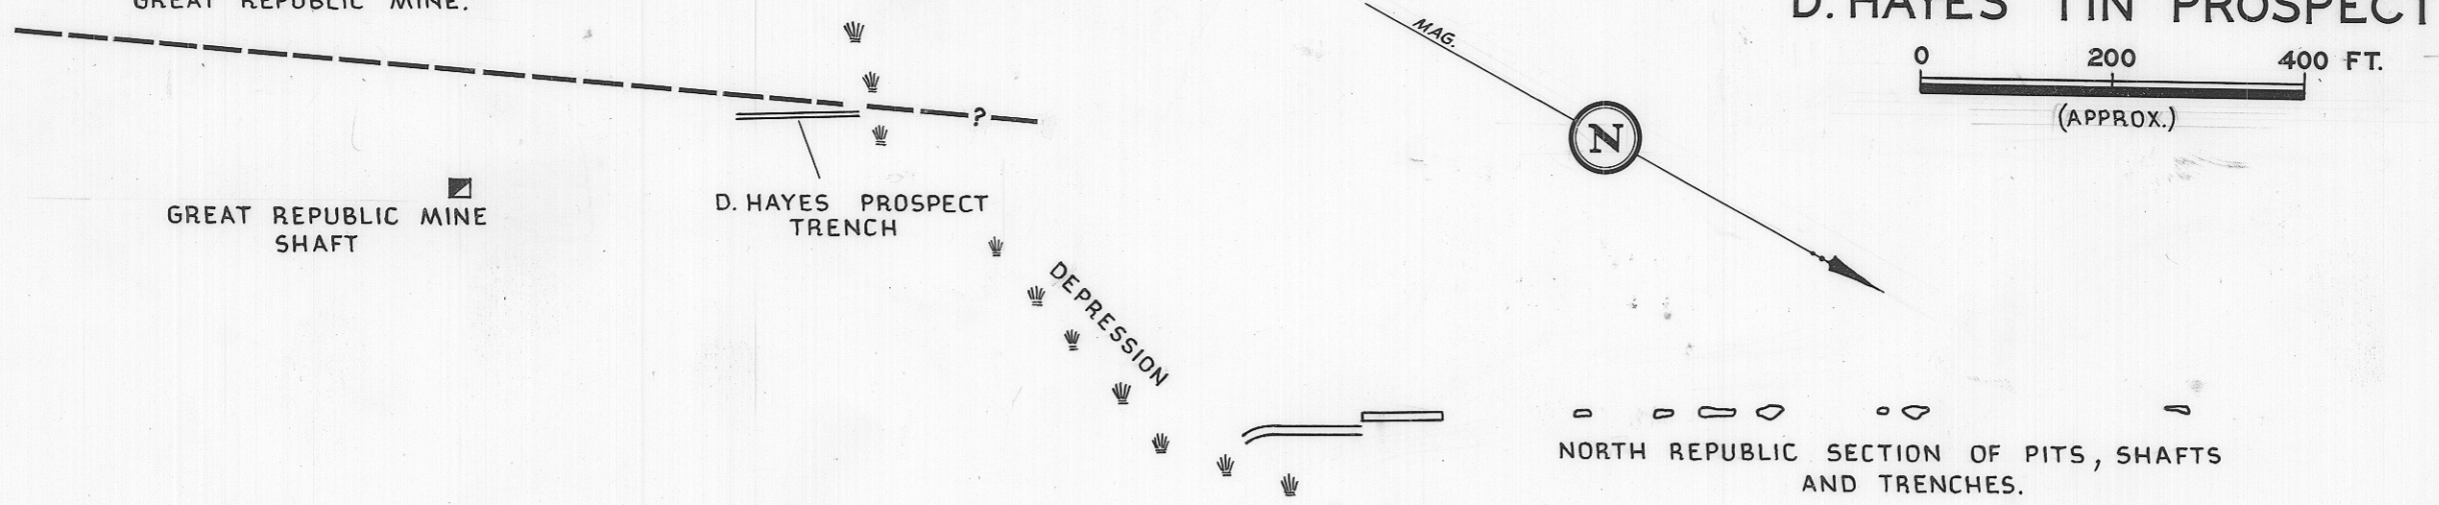 GREAT REPUBLIC MINE.
D. HAYES TIN PROSPECT
MAG.
N
0 200 400 FT.
(APPROX.)
?
GREAT REPUBLIC MINE
SHAFT
D. HAYES PROSPECT
TRENCH
DEPRESSION
NORTH REPUBLIC SECTION OF PITS, SHAFTS
AND TRENCHES.